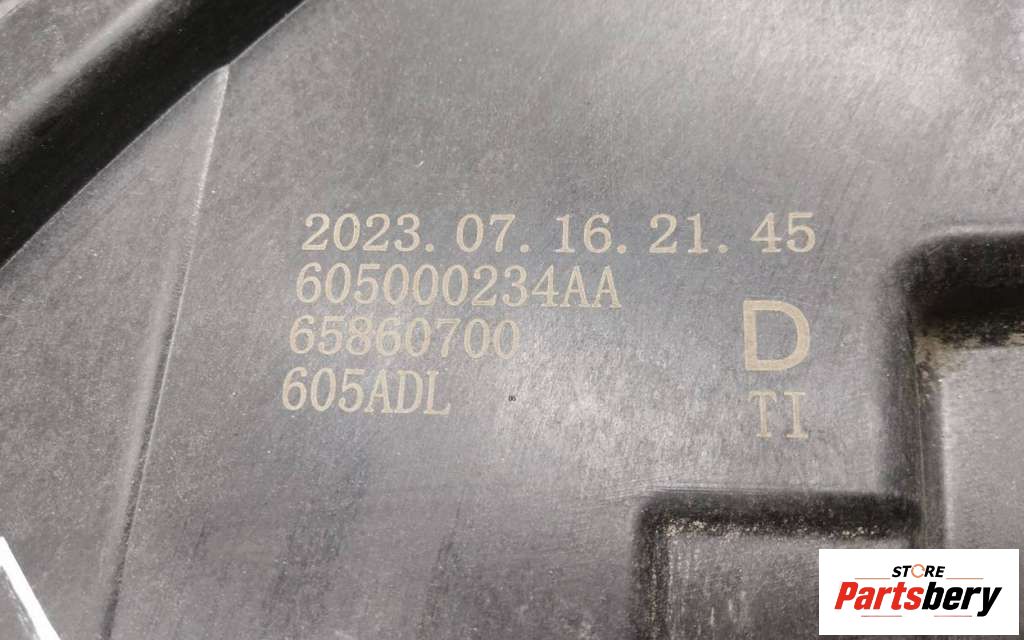 2023. 07. 16. 21. 45
605000234AA
65860700
605ADL
D
TI
STORE
Partsbery